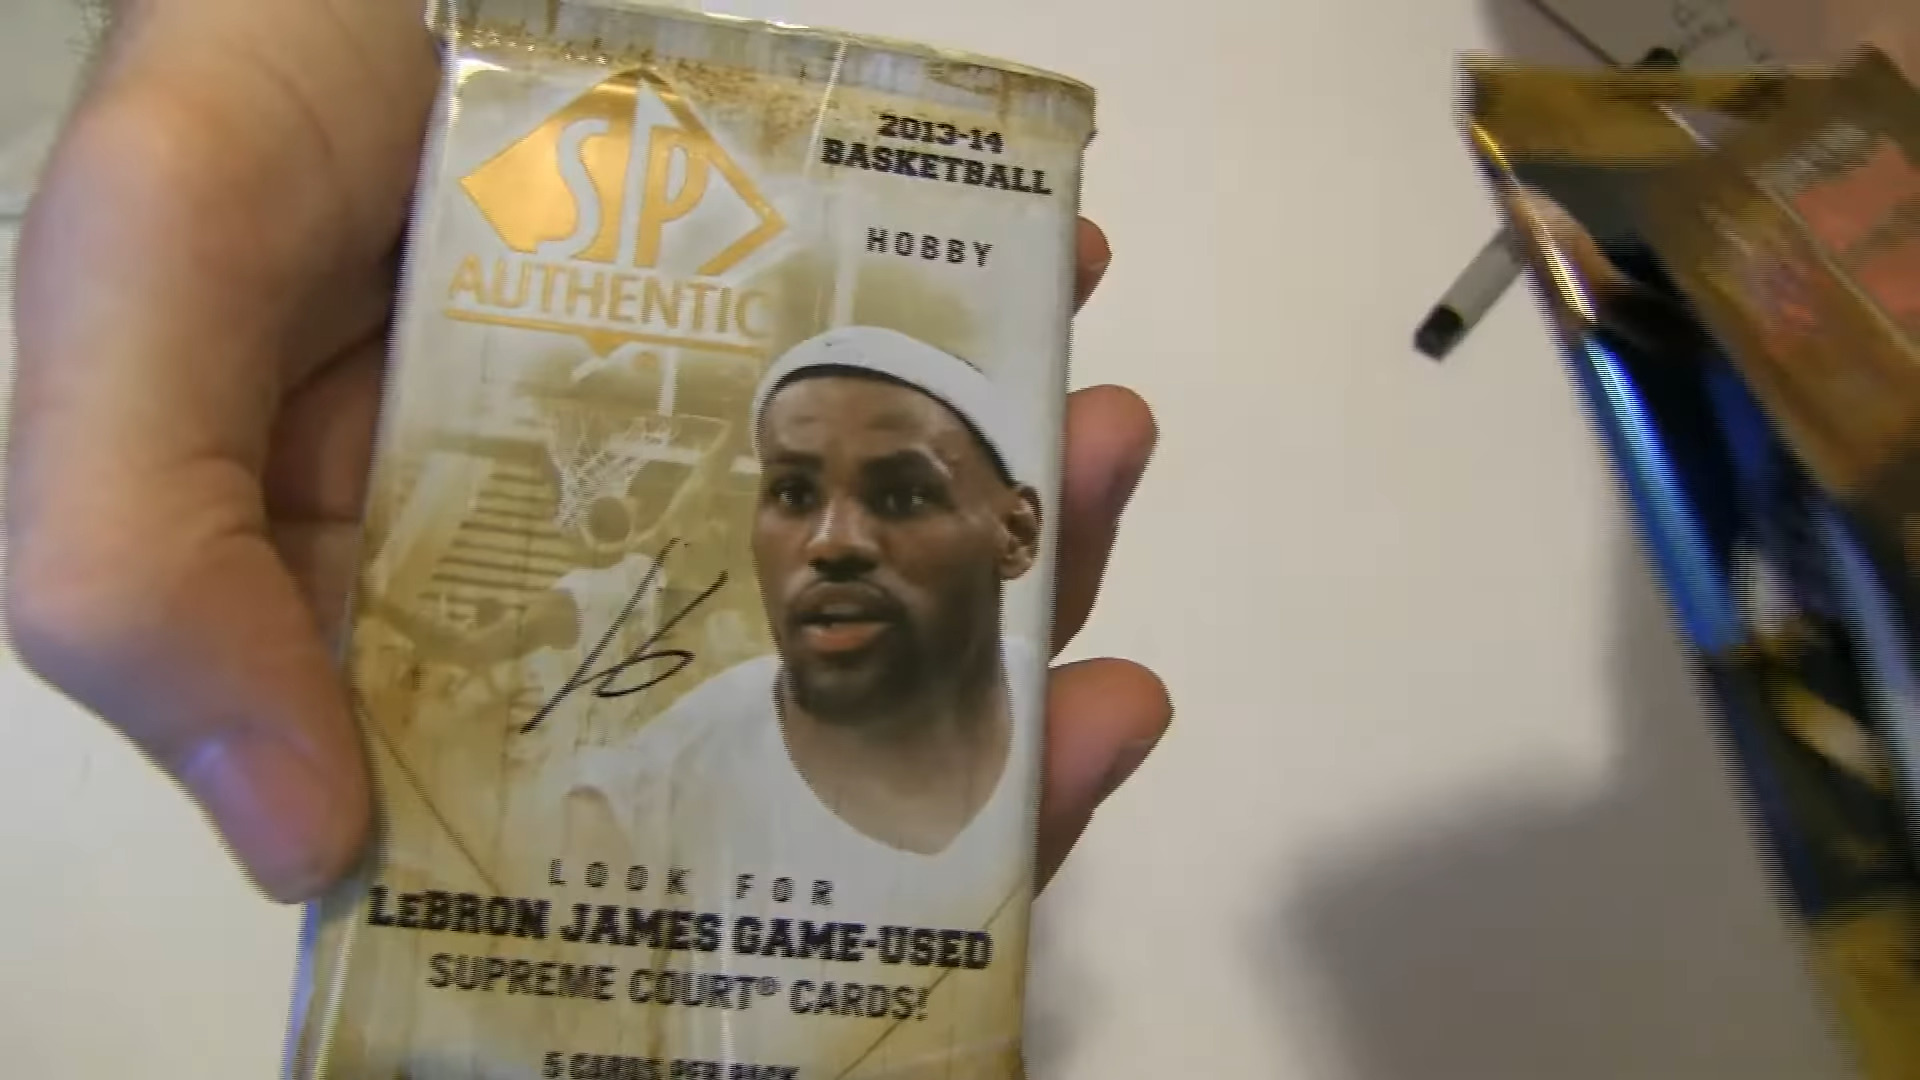 SP
AUTHENTIC
2013-14
BASKETBALL
HOBBY
LOOK FOR
LEBRON JAMES GAME-USED
SUPREME COURT® CARDS!
5 CARDS PER PACK